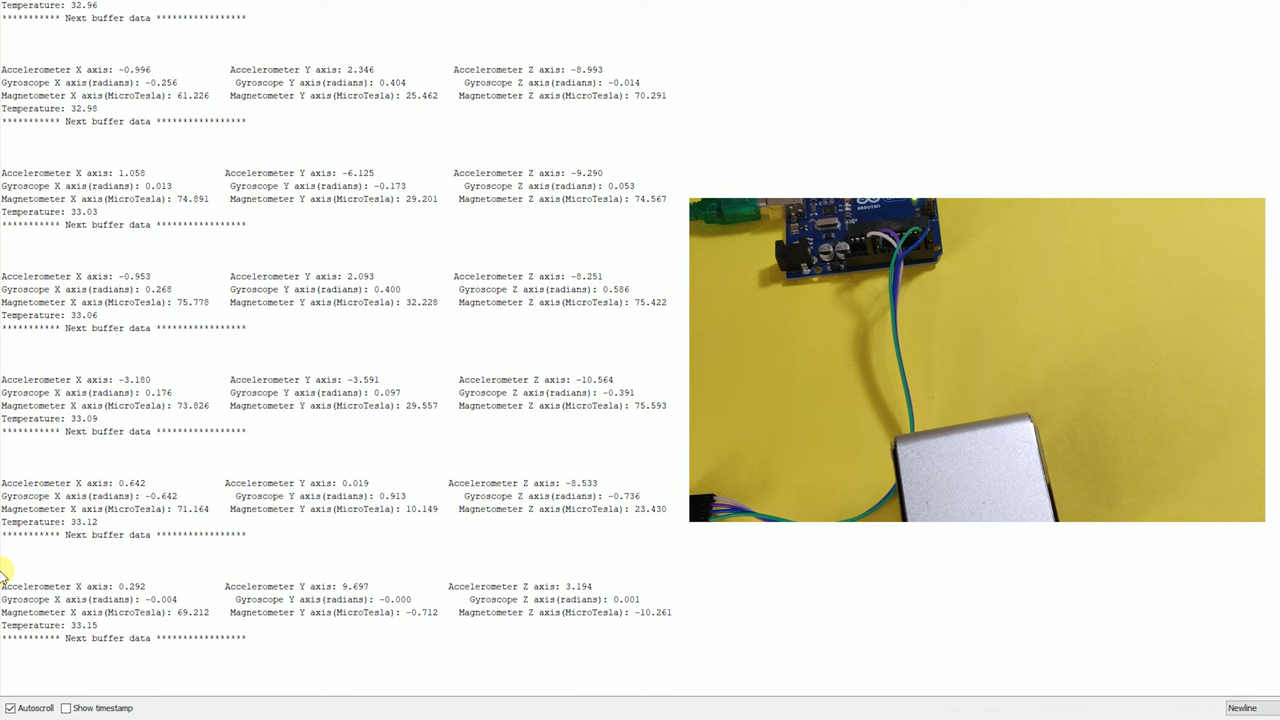 Temperature: 32.96
*********** Next buffer data *****************
Accelerometer X axis: -0.996 Accelerometer Y axis: 2.346 Accelerometer Z axis: -8.993
Gyroscope X axis(radians): -0.256 Gyroscope Y axis(radians): 0.404 Gyroscope Z axis(radians): -0.014
Magnetometer X axis(MicroTesla): 61.226 Magnetometer Y axis(MicroTesla): 25.462 Magnetometer Z axis(MicroTesla): 70.291
Temperature: 32.98
*********** Next buffer data *****************
Accelerometer X axis: 1.058 Accelerometer Y axis: -6.125 Accelerometer Z axis: -9.290
Gyroscope X axis(radians): 0.013 Gyroscope Y axis(radians): -0.173 Gyroscope Z axis(radians): 0.053
Magnetometer X axis(MicroTesla): 74.891 Magnetometer Y axis(MicroTesla): 29.201 Magnetometer Z axis(MicroTesla): 74.567
Temperature: 33.03
*********** Next buffer data *****************
Accelerometer X axis: -0.953 Accelerometer Y axis: 2.093 Accelerometer Z axis: -8.251
Gyroscope X axis(radians): 0.268 Gyroscope Y axis(radians): 0.400 Gyroscope Z axis(radians): 0.586
Magnetometer X axis(MicroTesla): 75.778 Magnetometer Y axis(MicroTesla): 32.228 Magnetometer Z axis(MicroTesla): 75.422
Temperature: 33.06
*********** Next buffer data *****************
Accelerometer X axis: -3.180 Accelerometer Y axis: -3.591 Accelerometer Z axis: -10.564
Gyroscope X axis(radians): 0.176 Gyroscope Y axis(radians): 0.097 Gyroscope Z axis(radians): -0.391
Magnetometer X axis(MicroTesla): 73.826 Magnetometer Y axis(MicroTesla): 29.557 Magnetometer Z axis(MicroTesla): 75.593
Temperature: 33.09
*********** Next buffer data *****************
Accelerometer X axis: 0.642 Accelerometer Y axis: 0.019 Accelerometer Z axis: -8.533
Gyroscope X axis(radians): -0.642 Gyroscope Y axis(radians): 0.913 Gyroscope Z axis(radians): -0.736
Magnetometer X axis(MicroTesla): 71.164 Magnetometer Y axis(MicroTesla): 10.149 Magnetometer Z axis(MicroTesla): 23.430
Temperature: 33.12
*********** Next buffer data *****************
Accelerometer X axis: 0.292 Accelerometer Y axis: 9.697 Accelerometer Z axis: 3.194
Gyroscope X axis(radians): -0.004 Gyroscope Y axis(radians): -0.000 Gyroscope Z axis(radians): 0.001
Magnetometer X axis(MicroTesla): 69.212 Magnetometer Y axis(MicroTesla): -0.712 Magnetometer Z axis(MicroTesla): -10.261
Temperature: 33.15
*********** Next buffer data *****************
ARDUINO
Autoscroll Show timestamp Newline